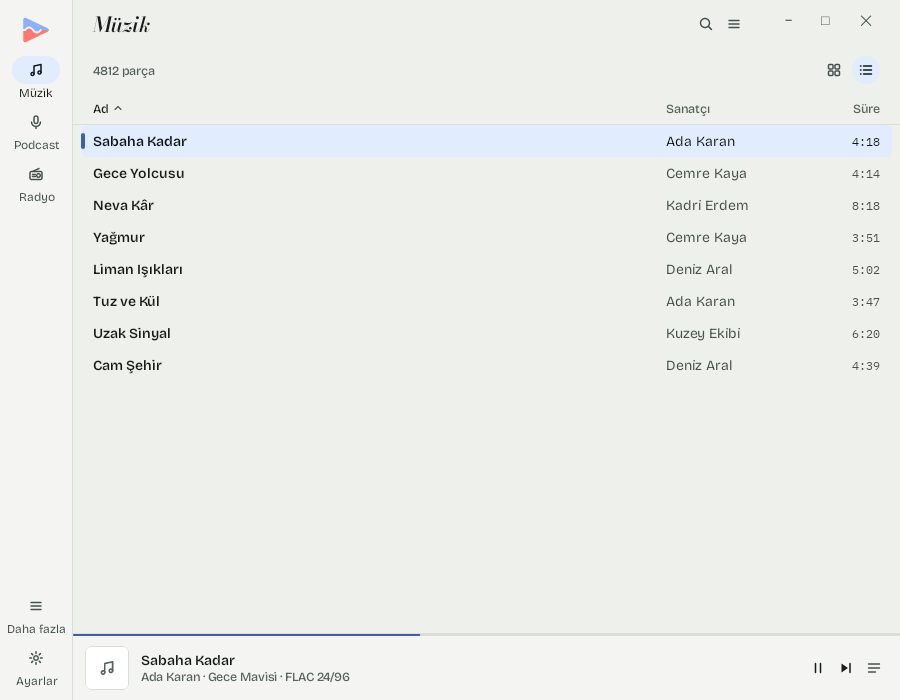 Müzik
4812 parça
Müzik
Podcast
Radyo
Ad Sanatçı Süre
Sabaha Kadar Ada Karan 4:18
Gece Yolcusu Cemre Kaya 4:14
Neva Kâr Kadri Erdem 8:18
Yağmur Cemre Kaya 3:51
Liman Işıkları Deniz Aral 5:02
Tuz ve Kül Ada Karan 3:47
Uzak Sinyal Kuzey Ekibi 6:20
Cam Şehir Deniz Aral 4:39
Daha fazla
Ayarlar
Sabaha Kadar
Ada Karan · Gece Mavisi · FLAC 24/96